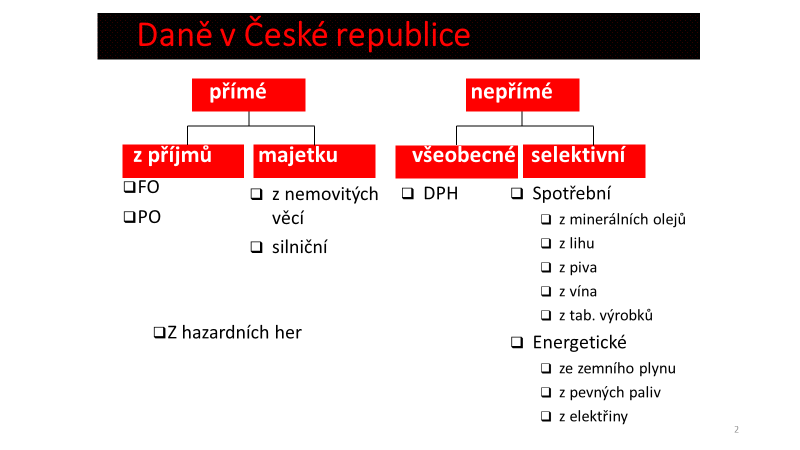 Daně v České republice
přímé
nepřímé
z příjmů
majetku
všeobecné
selektivní
FO
PO
z nemovitých
věcí
silniční
Z hazardních her
DPH
Spotřební
z minerálních olejů
z lihu
z piva
z vína
z tab. výrobků
Energetické
ze zemního plynu
z pevných paliv
z elektřiny
2